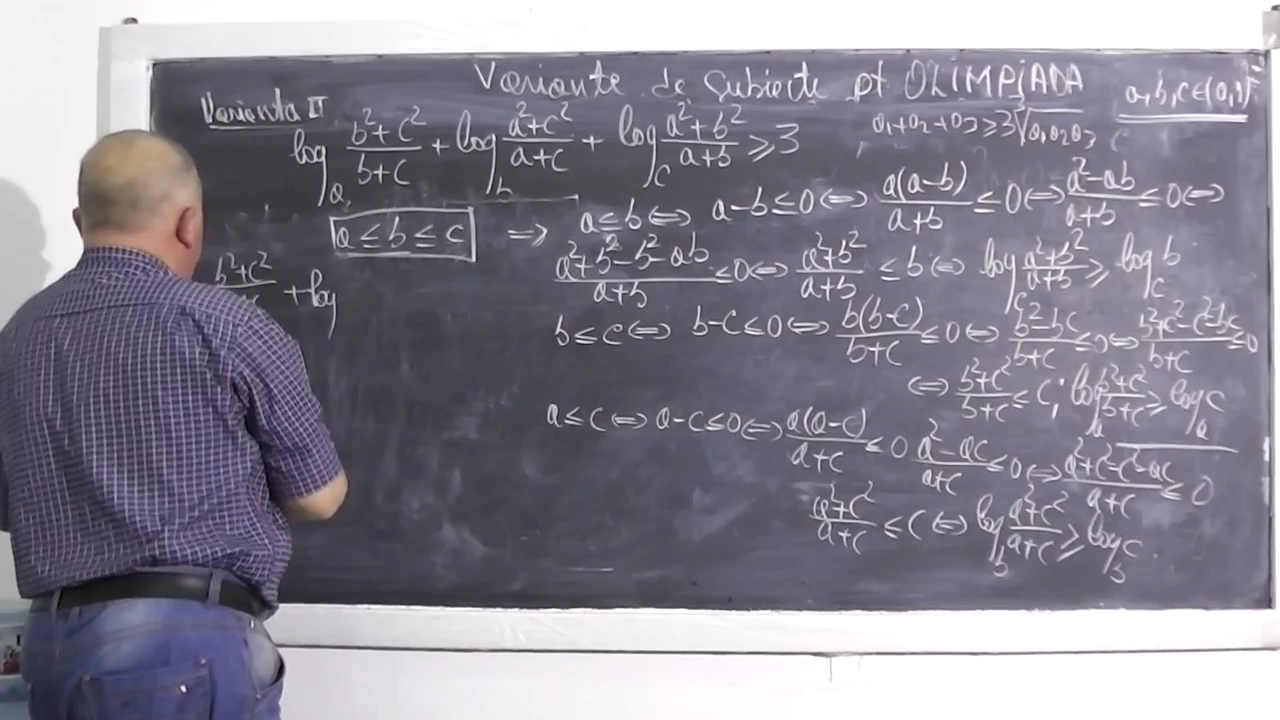 Variante de subiecte pt OLIMPIADA
a, b, c ∈ (0,1)
Varianta II
log_a (b²+c²)/(b+c) + log_b (a²+c²)/(a+c) + log_c (a²+b²)/(a+b) ≥ 3
a₁+a₂+a₃ ≥ 3∛(a₁a₂a₃)
a ≤ b ≤ c ⇒ a ≤ b ⇔ a-b ≤ 0 ⇔ a(a-b)/(a+b) ≤ 0 ⇔ (a²-ab)/(a+b) ≤ 0 ⇔
(a²+b²-b²-ab)/(a+b) ≤ 0 ⇔ (a²+b²)/(a+b) ≤ b ⇔ log_c (a²+b²)/(a+b) ≥ log_c b
(b²+c²) + log
b ≤ c ⇔ b-c ≤ 0 ⇔ b(b-c)/(b+c) ≤ 0 ⇔ (b²-bc)/(b+c) ≤ 0 ⇔ (b²+c²-c²-bc)/(b+c) ≤ 0
⇔ (b²+c²)/(b+c) ≤ c; log_a (b²+c²)/(b+c) ≥ log_a c
a ≤ c ⇔ a-c ≤ 0 ⇔ a(a-c)/(a+c) ≤ 0 (a²-ac)/(a+c) ≤ 0 ⇔ (a²+c²-c²-ac)/(a+c) ≤ 0
(a²+c²)/(a+c) ≤ c ⇔ log_b (a²+c²)/(a+c) ≥ log_b c